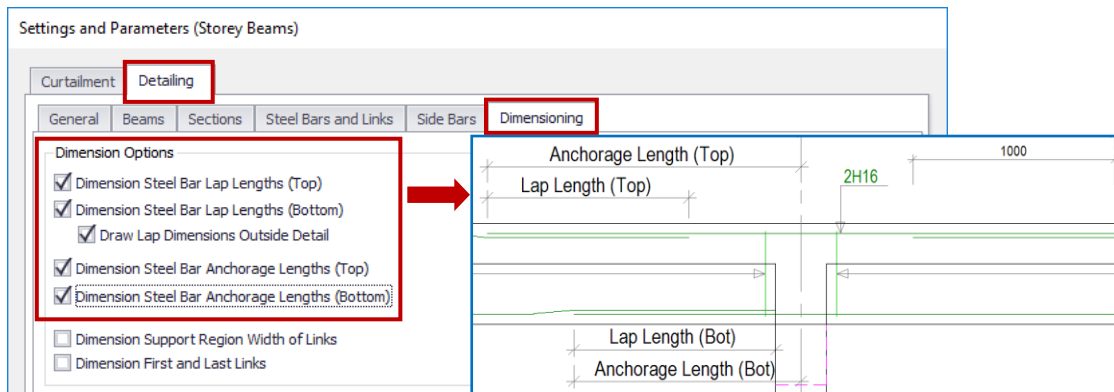 Settings and Parameters (Storey Beams)
Curtailment Detailing
General Beams Sections Steel Bars and Links Side Bars Dimensioning
Dimension Options
Dimension Steel Bar Lap Lengths (Top)
Dimension Steel Bar Lap Lengths (Bottom)
Draw Lap Dimensions Outside Detail
Dimension Steel Bar Anchorage Lengths (Top)
Dimension Steel Bar Anchorage Lengths (Bottom)
Dimension Support Region Width of Links
Dimension First and Last Links
Anchorage Length (Top)
1000
Lap Length (Top)
2H16
Lap Length (Bot)
Anchorage Length (Bot)